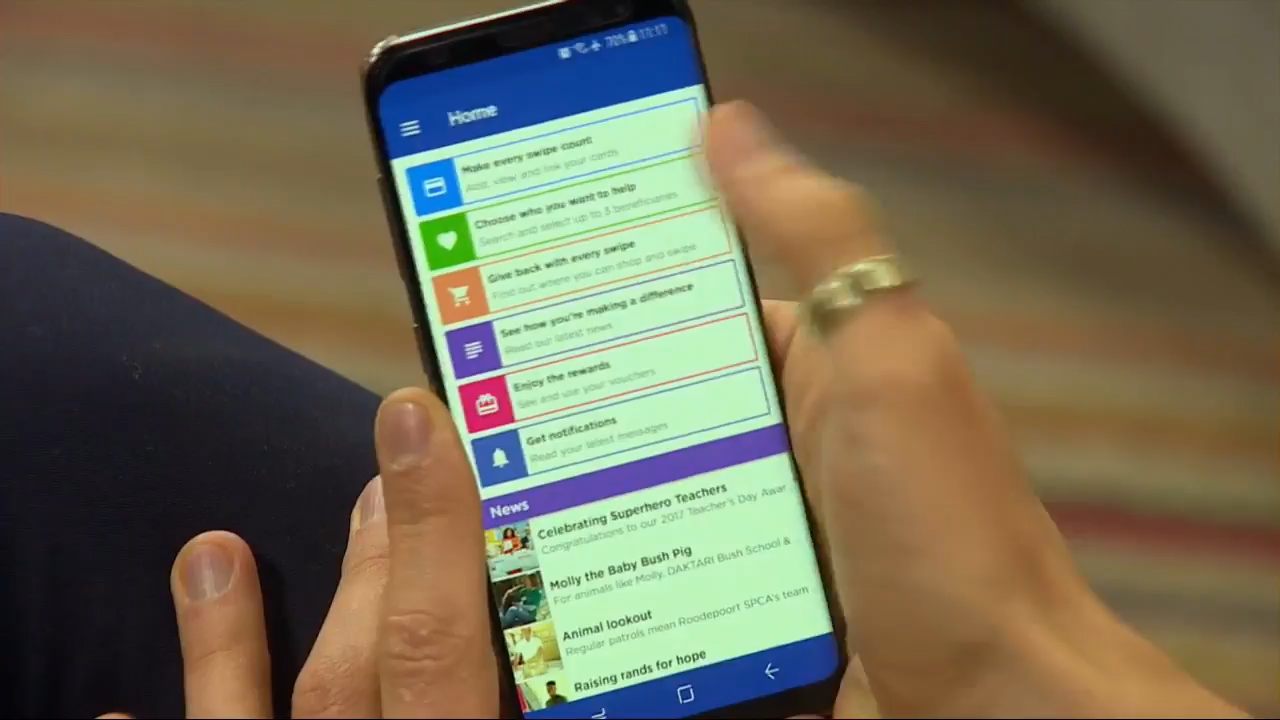 70% 17:17
Home
Make every swipe count!
Add, view and link your cards
Choose who you want to help
Search and select up to 3 beneficiaries
Give back with every swipe
Find out where you can shop and swipe
See how you're making a difference
Read our latest news
Enjoy the rewards
See and use your vouchers
Get notifications
Read your latest messages
News
Celebrating Superhero Teachers
Congratulations to our 2017 Teacher's Day Awar
Molly the Baby Bush Pig
For animals like Molly, DAKTARI Bush School &
Animal lookout
Regular patrols mean Roodepoort SPCA's team
Raising rands for hope